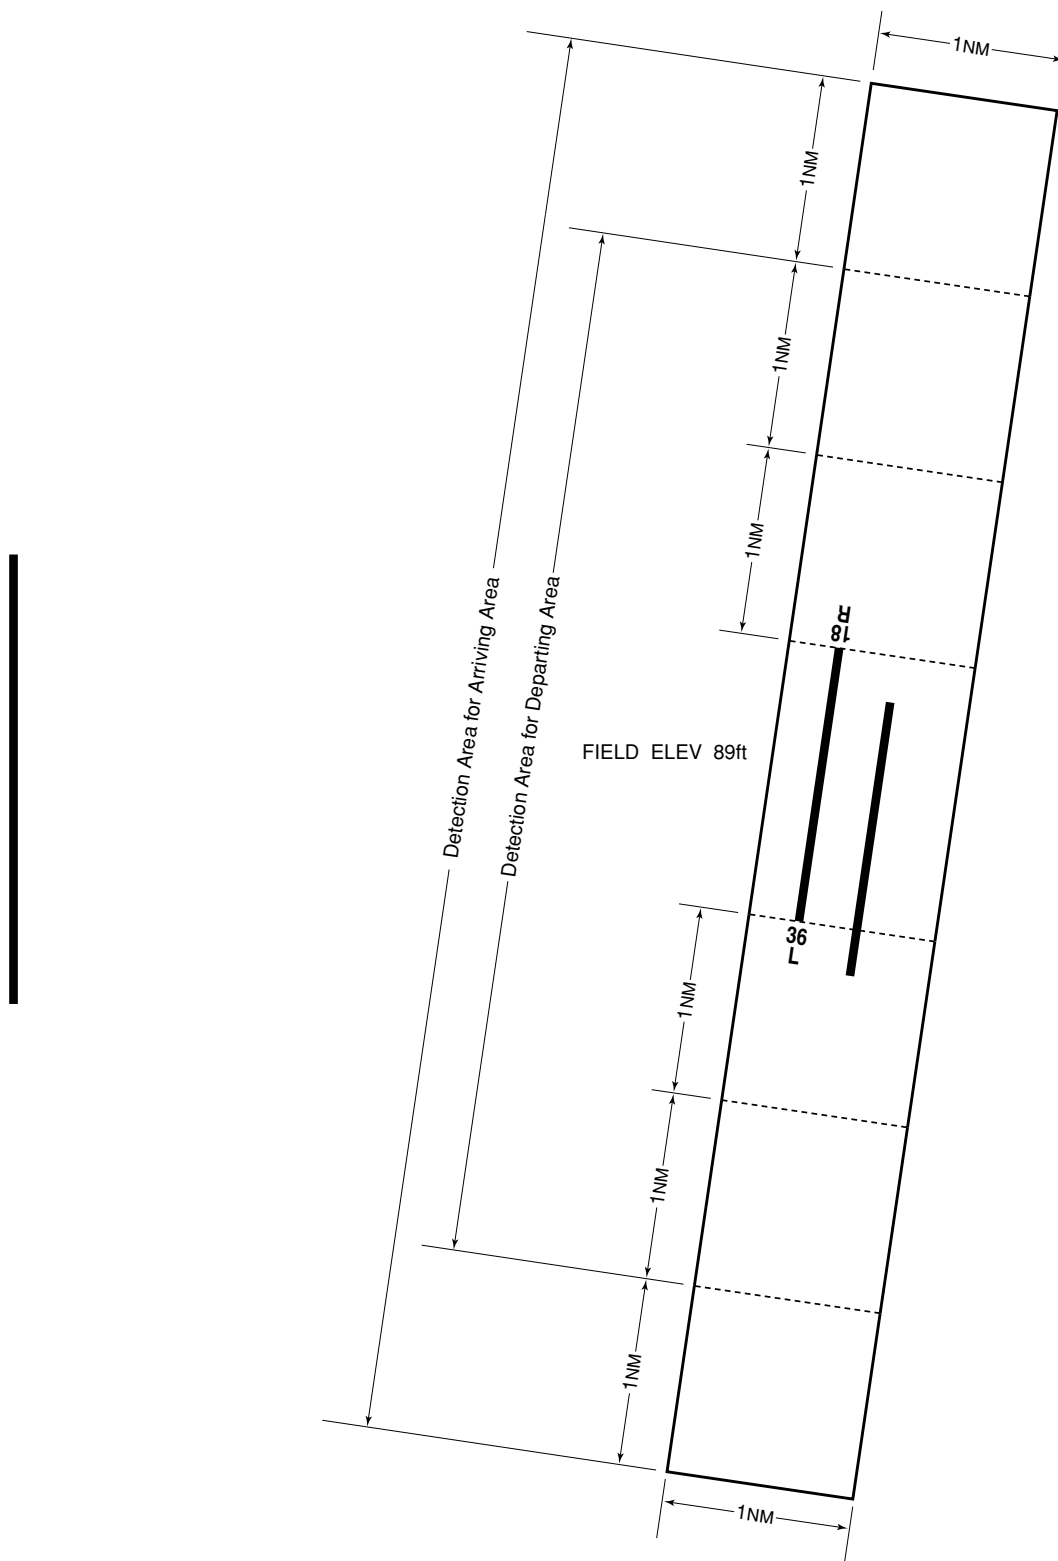 1NM
1NM
1NM
1NM
Detection Area for Arriving Area
Detection Area for Departing Area
18
R
FIELD ELEV 89ft
36
L
1NM
1NM
1NM
1NM